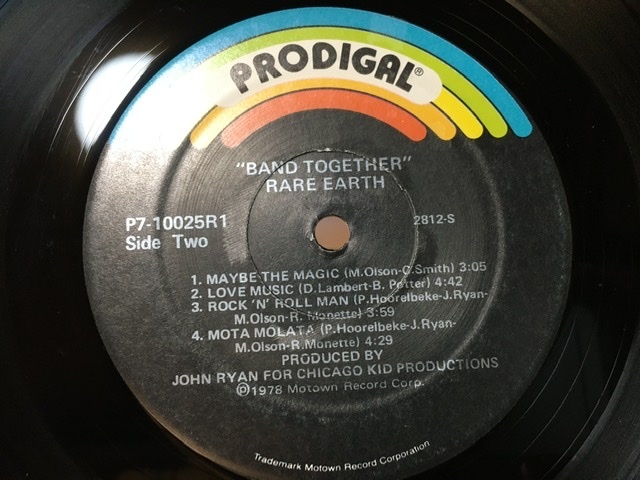 PRODIGAL®
"BAND TOGETHER"
RARE EARTH
P7-10025R1
Side Two
2812-S
1. MAYBE THE MAGIC (M.Olson-C.Smith) 3:05
2. LOVE MUSIC (D.Lambert-B. Potter) 4:42
3. ROCK 'N' ROLL MAN (P.Hoorelbeke-J.Ryan-
M.Olson-R. Monette) 3:59
4. MOTA MOLATA (P.Hoorelbeke-J.Ryan-
M.Olson-R.Monette) 4:29
PRODUCED BY
JOHN RYAN FOR CHICAGO KID PRODUCTIONS
℗1978 Motown Record Corp.
Trademark Motown Record Corporation